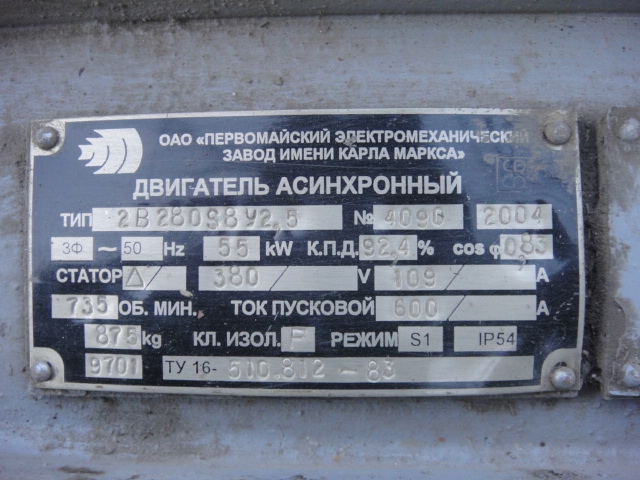 ОАО «ПЕРВОМАЙСКИЙ ЭЛЕКТРОМЕХАНИЧЕСКИЙ
ЗАВОД ИМЕНИ КАРЛА МАРКСА»
ДВИГАТЕЛЬ АСИНХРОННЫЙ
ТИП 2В280S8У2,5 № 4090 2004
3Ф ~ 50 Hz 55 kW К.П.Д. 92,4 % cos φ 0,83
СТАТОР △/ 380/ V 109/ A
735 ОБ. МИН. ТОК ПУСКОВОЙ 600/ A
875 kg КЛ. ИЗОЛ. F РЕЖИМ S1 IP54
9701 ТУ 16- 510.812 - 83